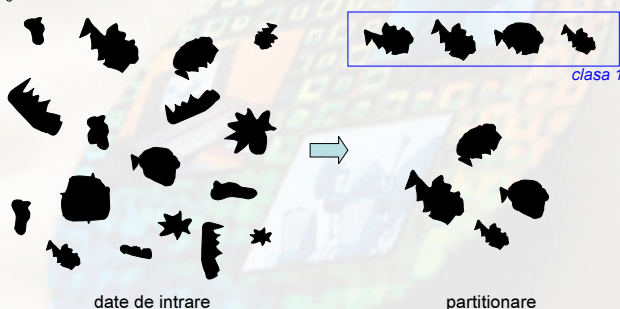 clasa 1
date de intrare
partitionare